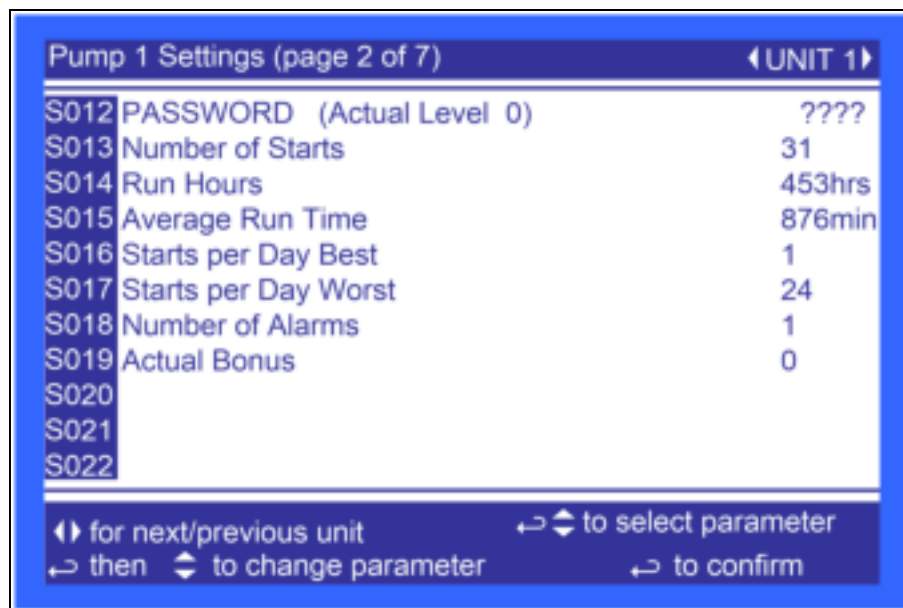 Pump 1 Settings (page 2 of 7) UNIT 1
S012 PASSWORD (Actual Level 0) ????
S013 Number of Starts 31
S014 Run Hours 453hrs
S015 Average Run Time 876min
S016 Starts per Day Best 1
S017 Starts per Day Worst 24
S018 Number of Alarms 1
S019 Actual Bonus 0
S020
S021
S022
for next/previous unit to select parameter
then to change parameter to confirm